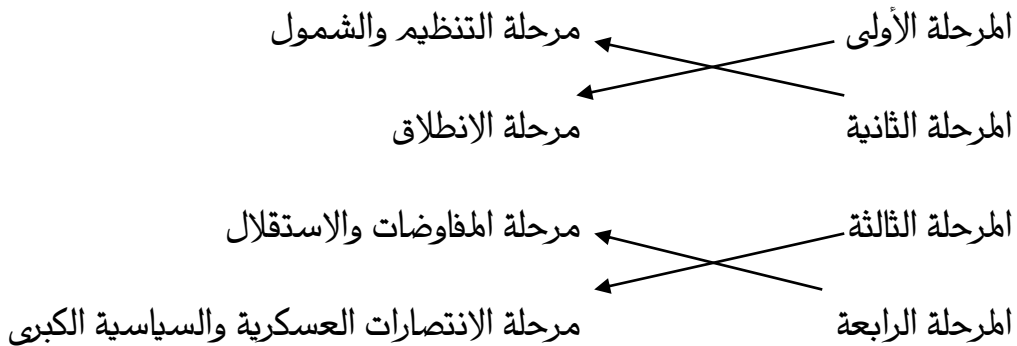 المرحلة الأولى مرحلة التنظيم والشمول
المرحلة الثانية مرحلة الانطلاق
المرحلة الثالثة مرحلة المفاوضات والاستقلال
المرحلة الرابعة مرحلة الانتصارات العسكرية والسياسية الكبرى